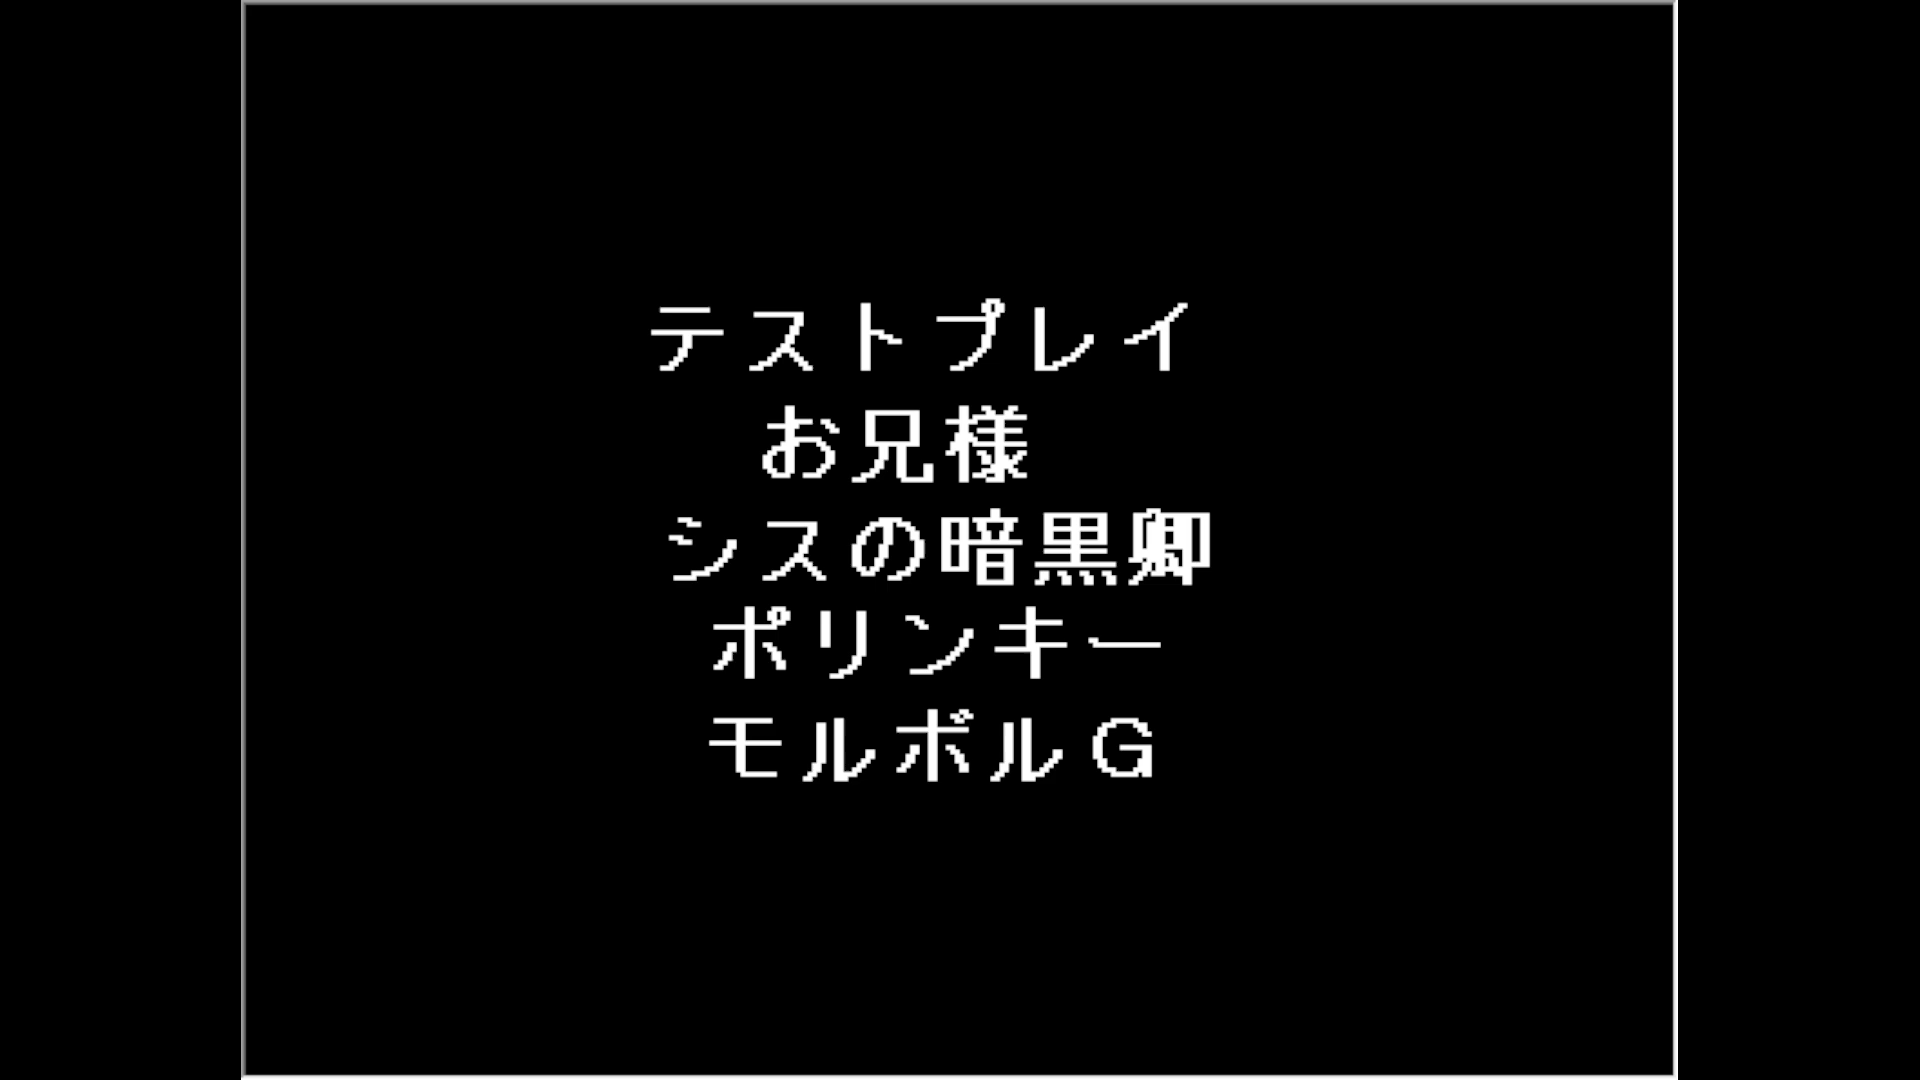 テストプレイ
お兄様
シスの暗黒卿
ポリンキー
モルボルＧ